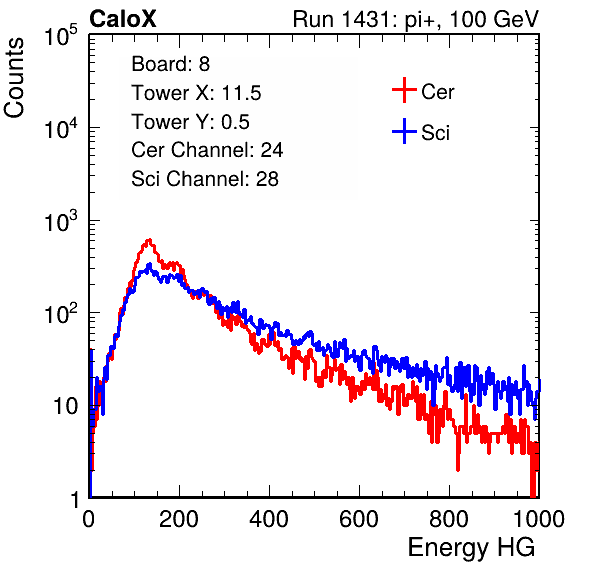 CaloX Run 1431: pi+, 100 GeV
Counts
Board: 8
Tower X: 11.5
Tower Y: 0.5
Cer Channel: 24
Sci Channel: 28
Cer
Sci
10^5
10^4
10^3
10^2
10
1
0 200 400 600 800 1000
Energy HG